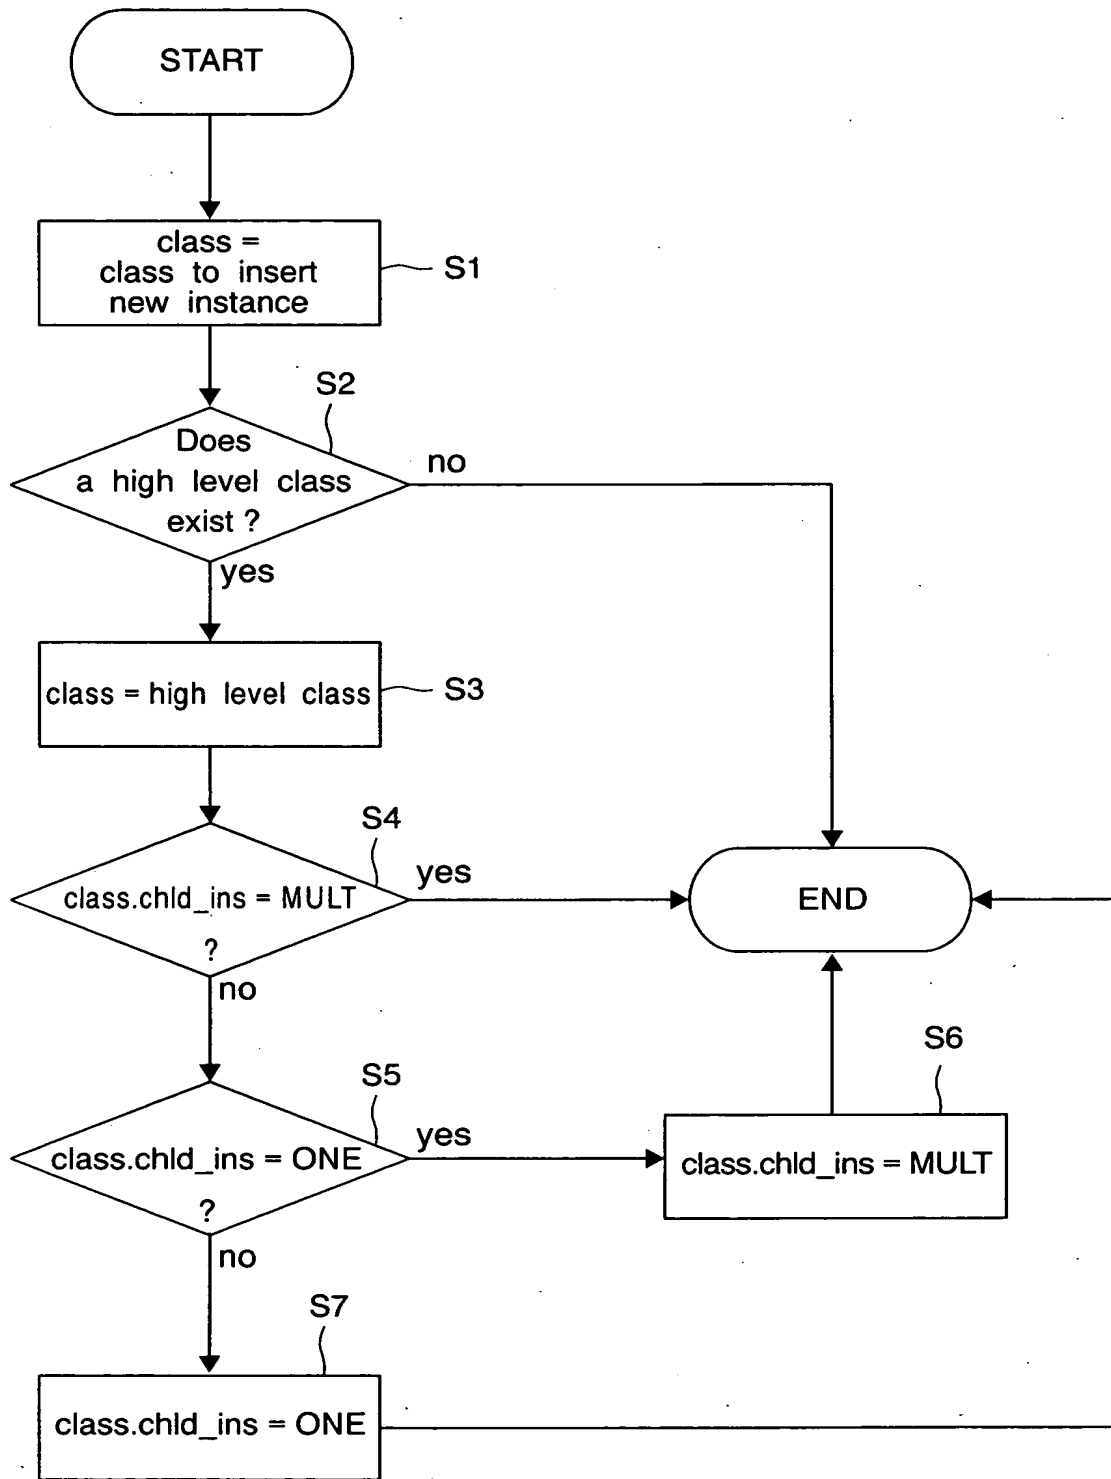 START
class =
class to insert
new instance
S1
S2
Does
a high level class
exist ?
no
yes
class = high level class
S3
S4
class.chld_ins = MULT
?
yes
END
no
S5
class.chld_ins = ONE
?
yes
S6
class.chld_ins = MULT
no
S7
class.chld_ins = ONE